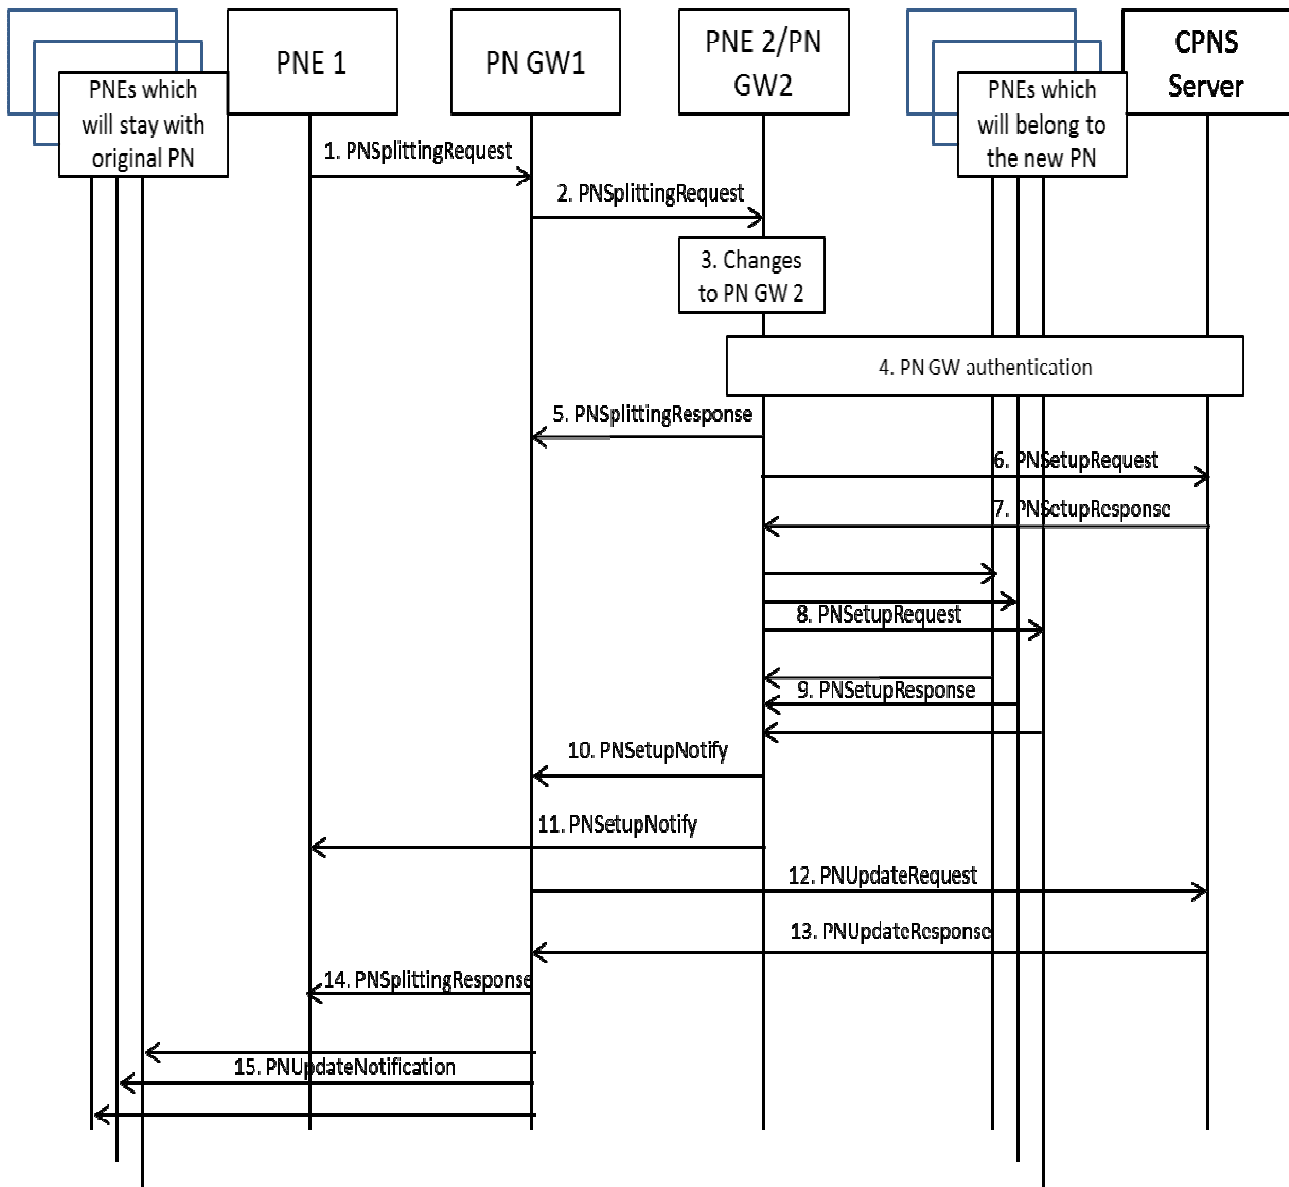 PNEs which
will stay with
original PN
PNE 1
PN GW1
PNE 2/PN
GW2
PNEs which
will belong to
the new PN
CPNS
Server
1. PNSplittingRequest
2. PNSplittingRequest
3. Changes
to PN GW 2
4. PN GW authentication
5. PNSplittingResponse
6. PNSetupRequest
7. PNSetupResponse
8. PNSetupRequest
9. PNSetupResponse
10. PNSetupNotify
11. PNSetupNotify
12. PNUpdateRequest
13. PNUpdateResponse
14. PNSplittingResponse
15. PNUpdateNotification